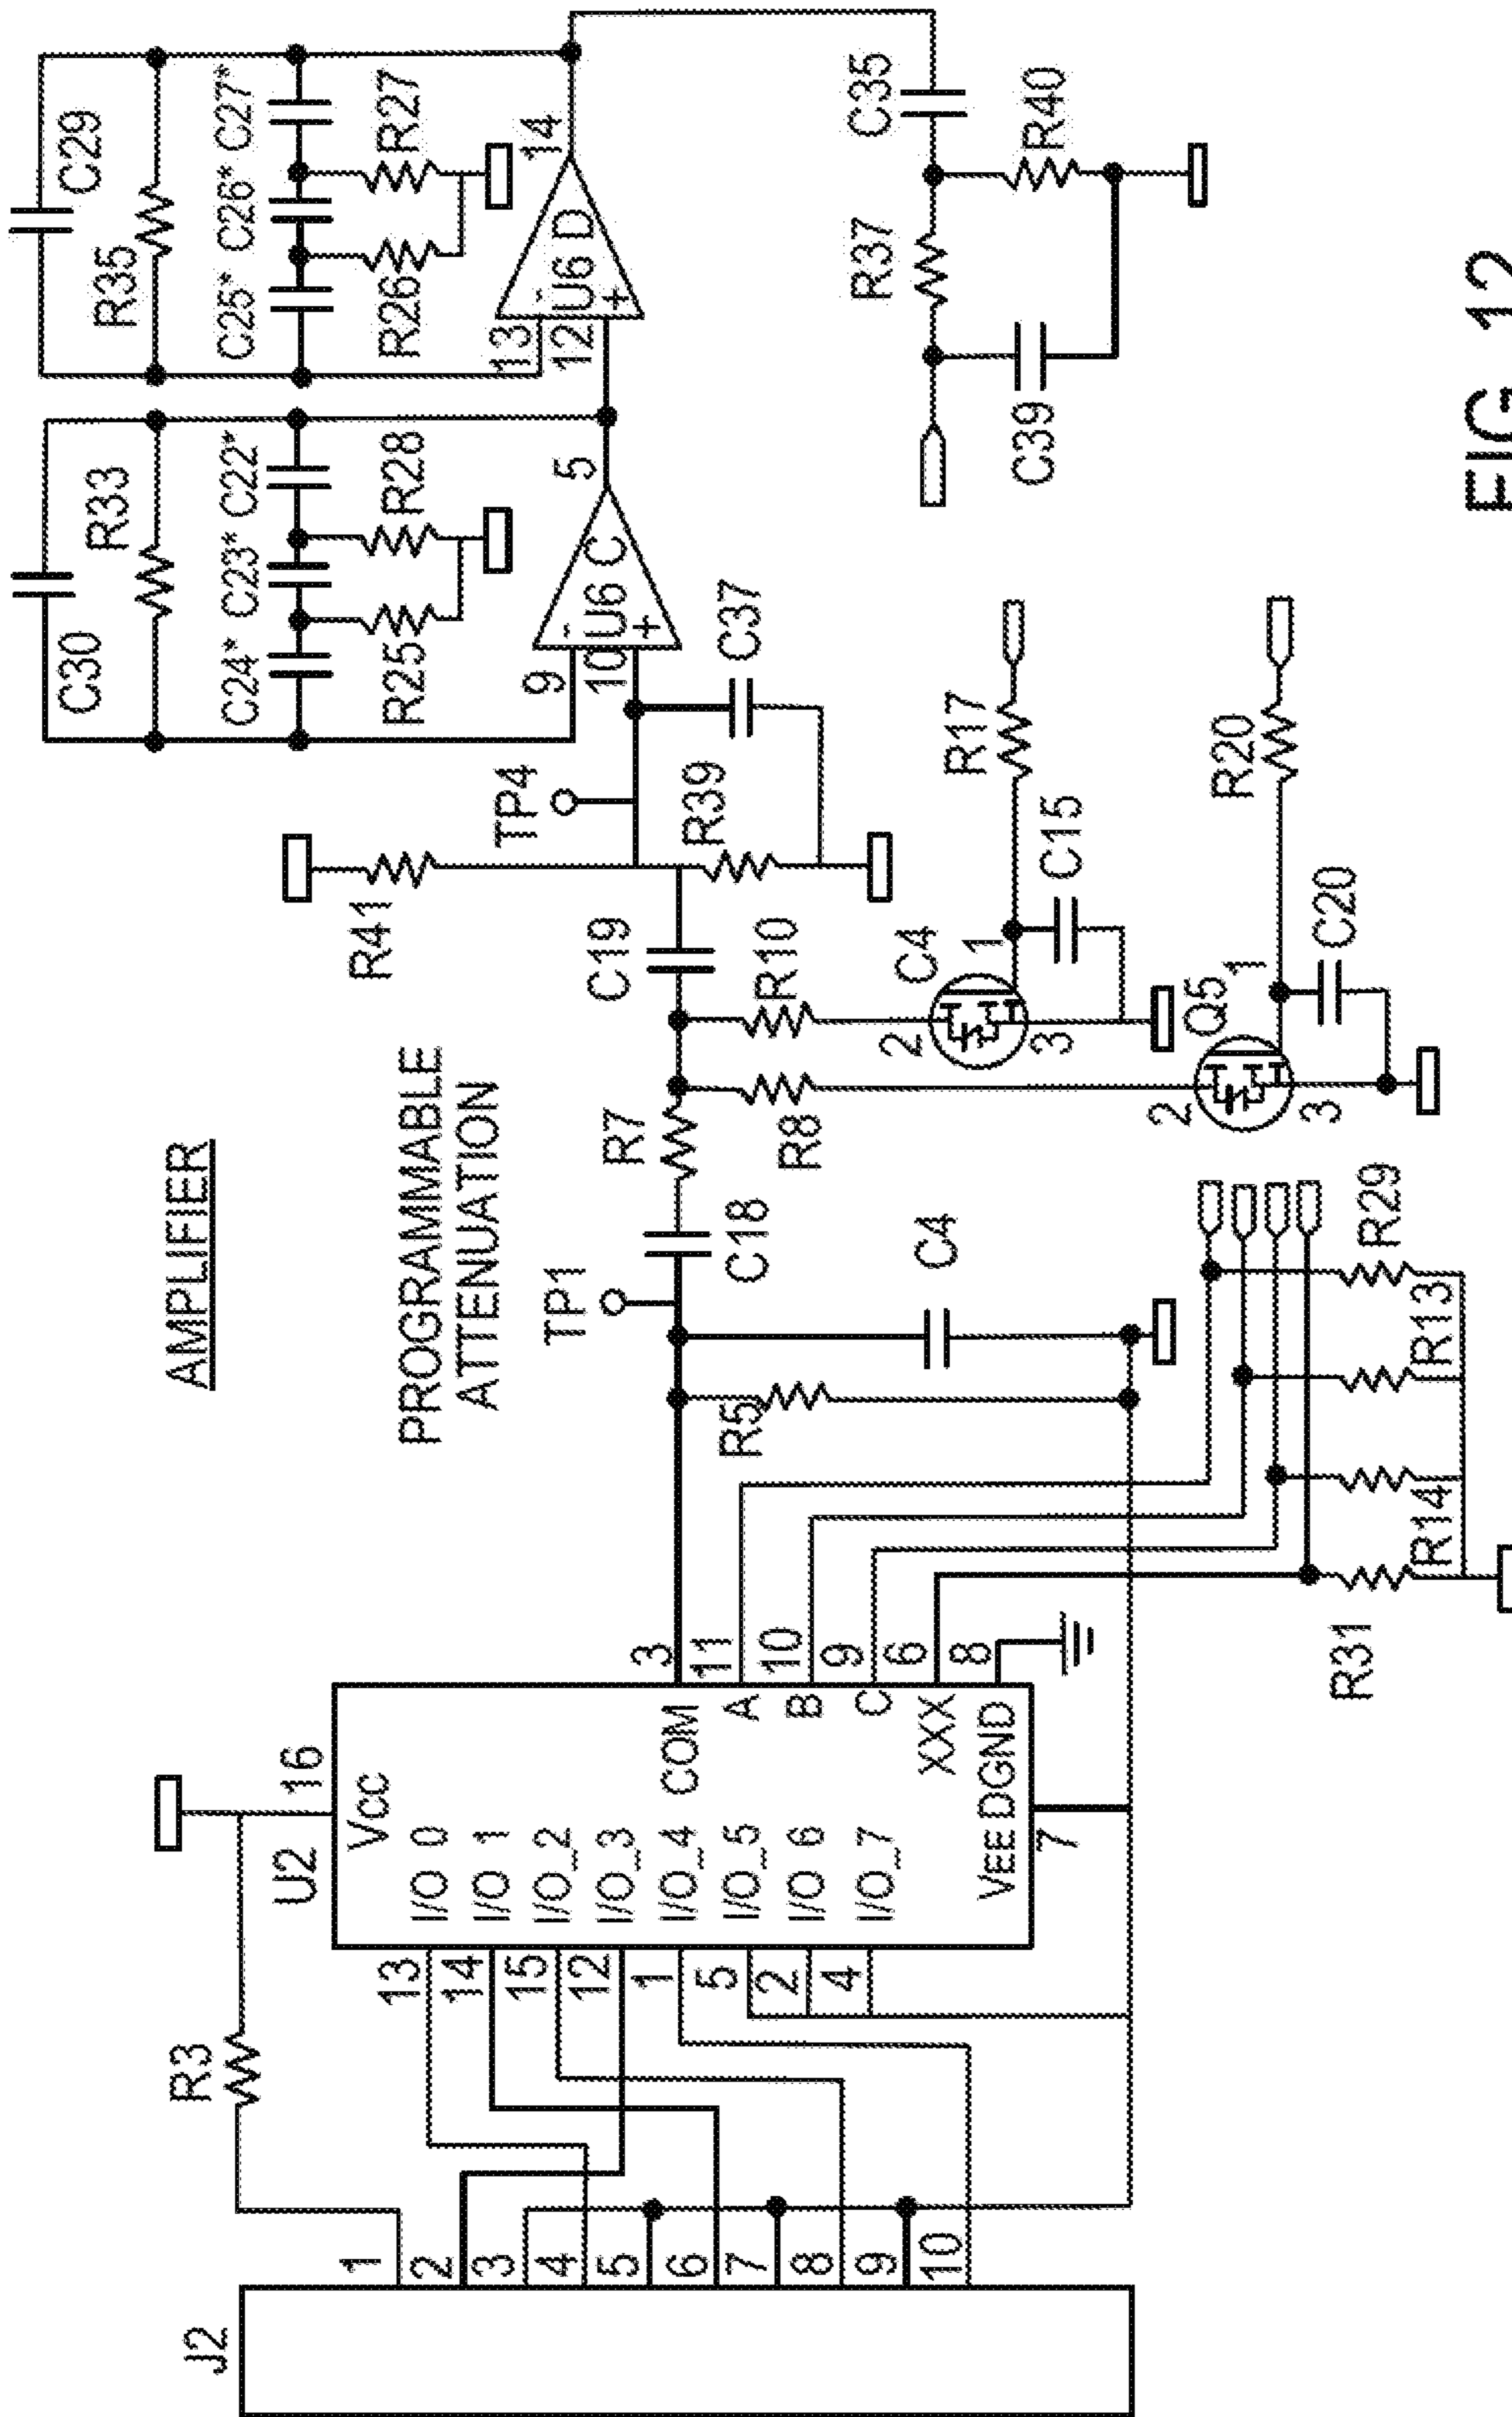 AMPLIFIER
PROGRAMMABLE
ATTENUATION
J2
1
2
3
4
5
6
7
8
9
10
R3
U2
16
Vcc
I/O 0
I/O 1
I/O_2
I/O_3
I/O_4
I/O_5
I/O 6
I/O_7
13
14
15
12
1
5
2
4
COM
A
B
C
XXX
VEE DGND
7
3
11
10
9
6
8
R31
R14
R13
R29
R5
C4
TP1
C18
R7
R8
R10
C19
R41
TP4
R39
C37
2
C4
1
3
C15
R17
2
Q5
1
3
C20
R20
C30
R33
C24* C23* C22*
R25
R28
9
10
-
U6 C
+
5
C29
R35
C25* C26* C27*
R26
R27
13
12
-
U6 D
+
14
C35
R37
R40
C39
FIG. 12